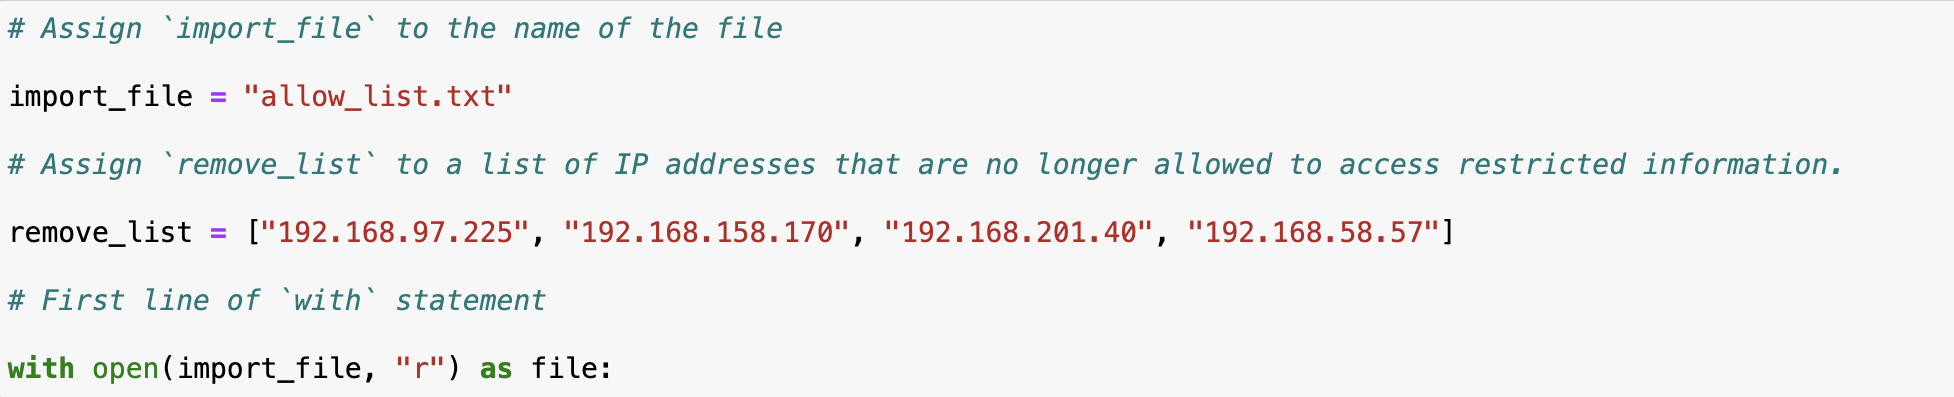 # Assign `import_file` to the name of the file
import_file = "allow_list.txt"
# Assign `remove_list` to a list of IP addresses that are no longer allowed to access restricted information.
remove_list = ["192.168.97.225", "192.168.158.170", "192.168.201.40", "192.168.58.57"]
# First line of `with` statement
with open(import_file, "r") as file: